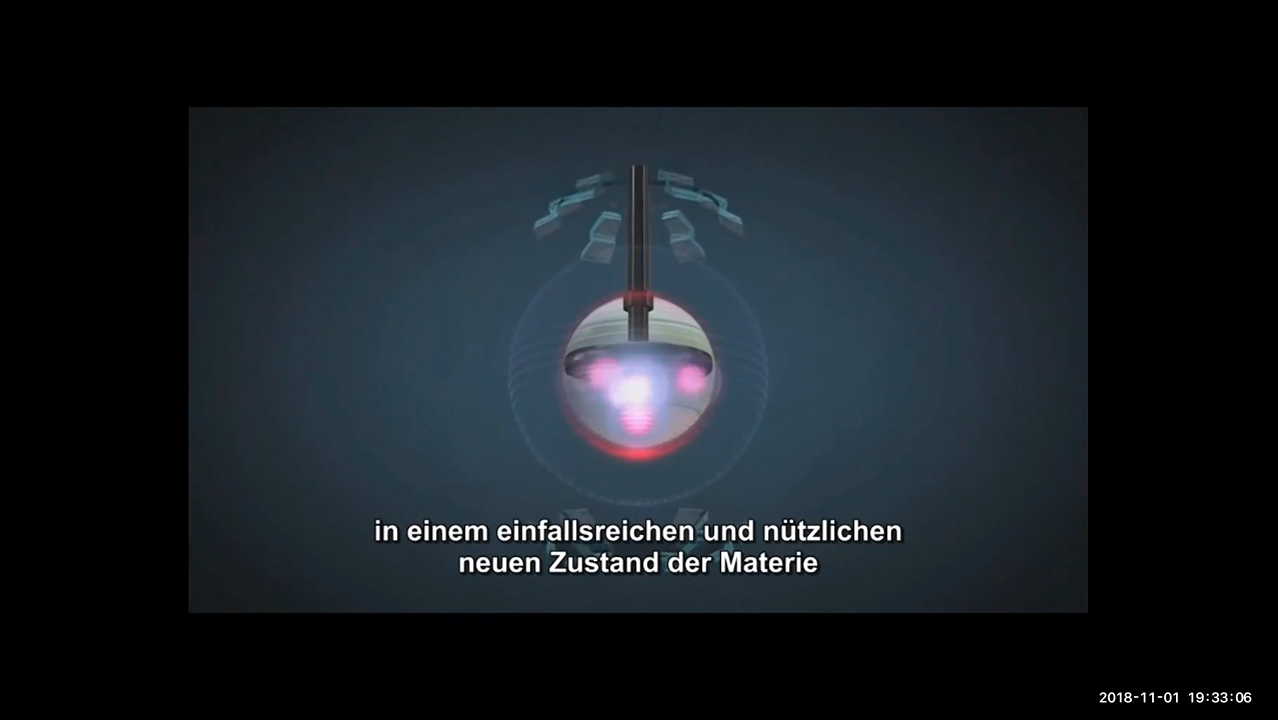 in einem einfallsreichen und nützlichen
neuen Zustand der Materie
2018-11-01 19:33:06